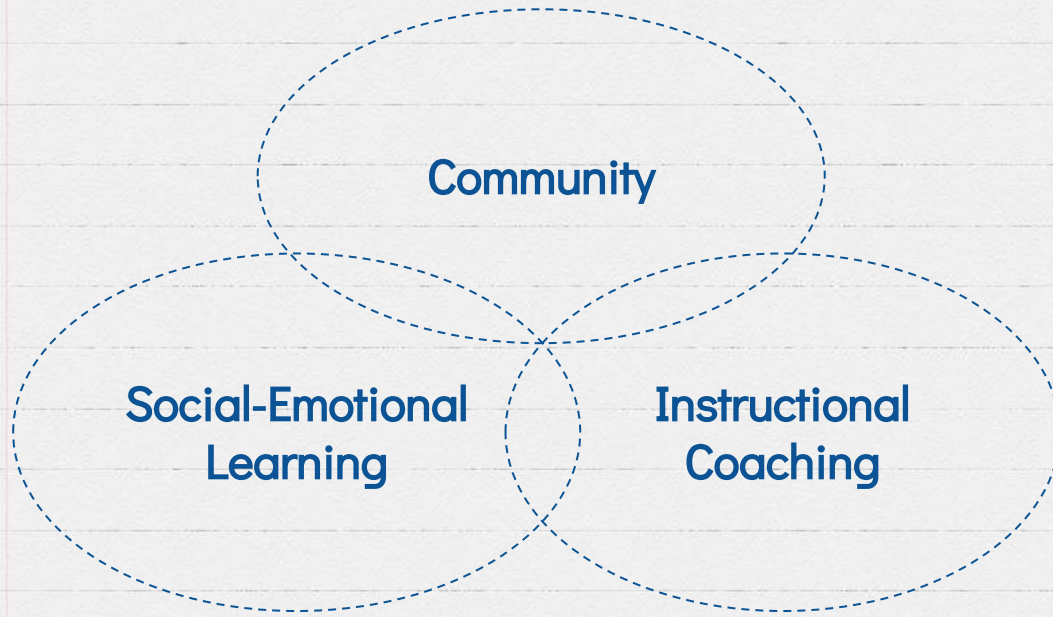 Community
Social-Emotional
Learning
Instructional
Coaching